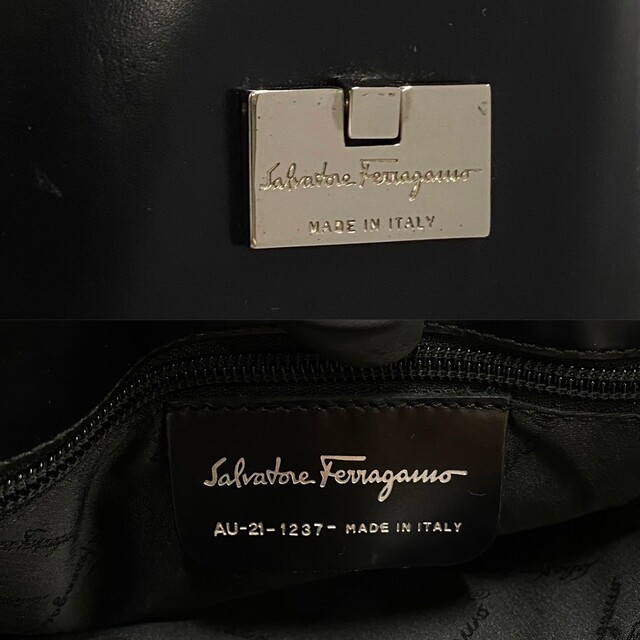 Salvatore Ferragamo
MADE IN ITALY
Salvatore Ferragamo
AU-21-1237- MADE IN ITALY